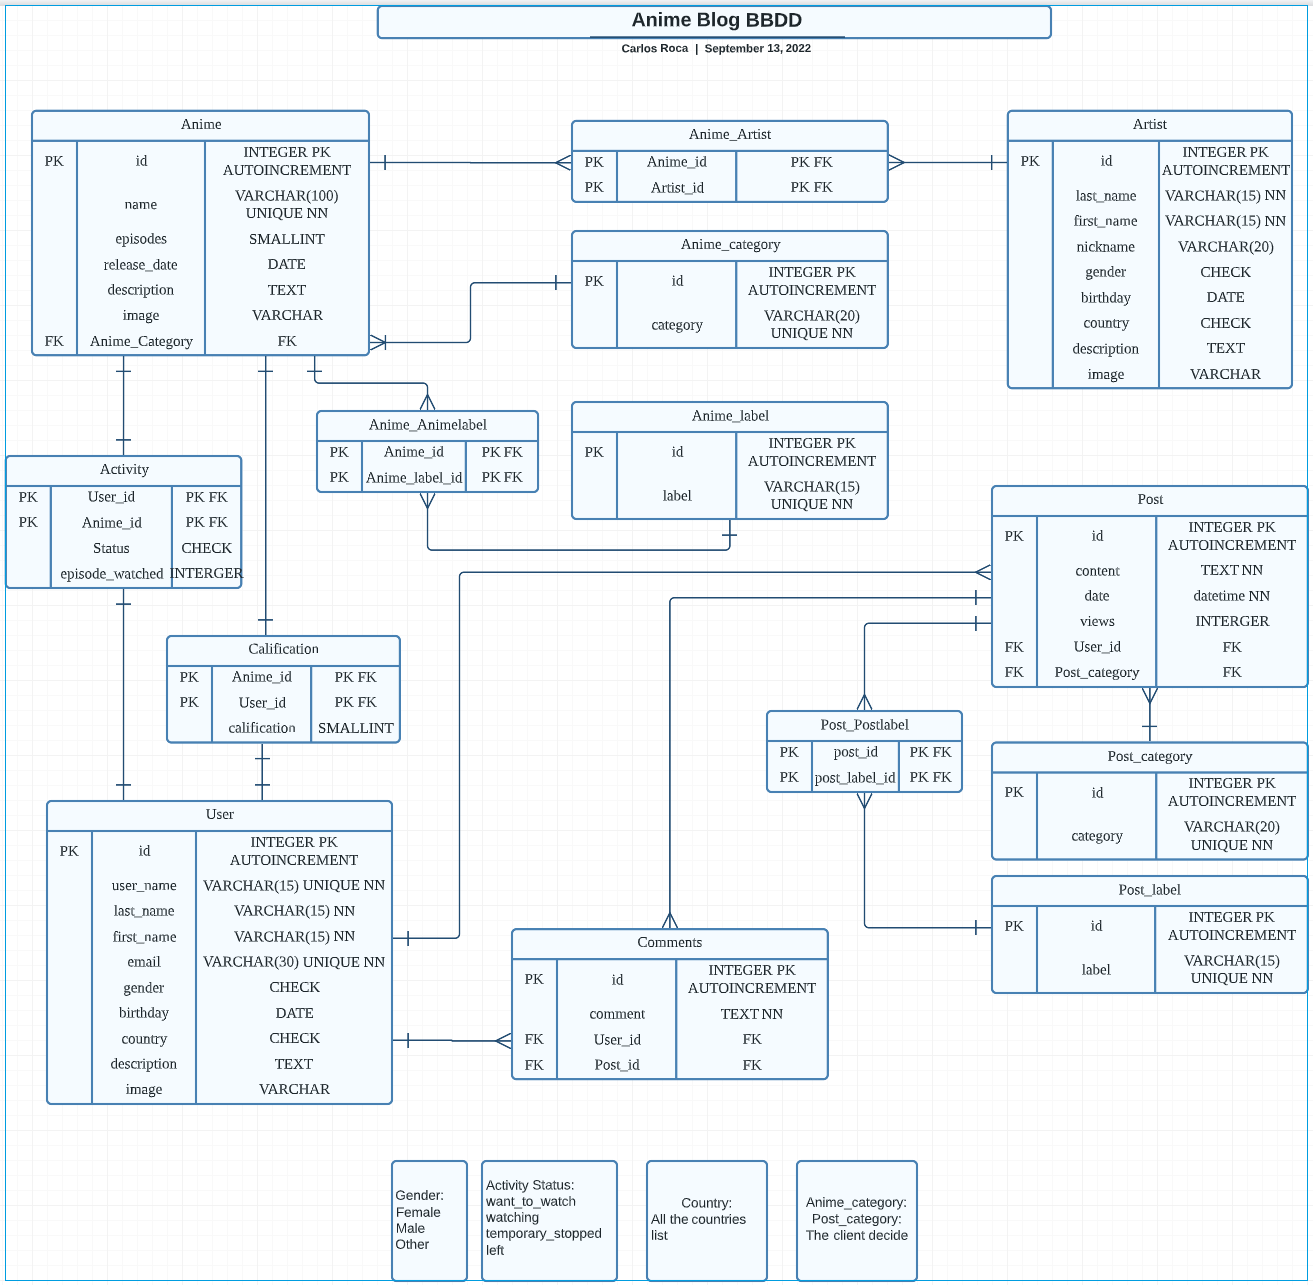 Anime Blog BBDD
Carlos Roca | September 13, 2022
Anime
PK id INTEGER PK
AUTOINCREMENT
name VARCHAR(100)
UNIQUE NN
episodes SMALLINT
release_date DATE
description TEXT
image VARCHAR
FK Anime_Category FK
Anime_Artist
PK Anime_id PK FK
PK Artist_id PK FK
Artist
PK id INTEGER PK
AUTOINCREMENT
last_name VARCHAR(15) NN
first_name VARCHAR(15) NN
nickname VARCHAR(20)
gender CHECK
birthday DATE
country CHECK
description TEXT
image VARCHAR
Anime_category
PK id INTEGER PK
AUTOINCREMENT
category VARCHAR(20)
UNIQUE NN
Anime_Animelabel
PK Anime_id PK FK
PK Anime_label_id PK FK
Anime_label
PK id INTEGER PK
AUTOINCREMENT
label VARCHAR(15)
UNIQUE NN
Activity
PK User_id PK FK
PK Anime_id PK FK
Status CHECK
episode_watched INTERGER
Post
PK id INTEGER PK
AUTOINCREMENT
content TEXT NN
date datetime NN
views INTERGER
FK User_id FK
FK Post_category FK
Calification
PK Anime_id PK FK
PK User_id PK FK
calification SMALLINT
Post_Postlabel
PK post_id PK FK
PK post_label_id PK FK
Post_category
PK id INTEGER PK
AUTOINCREMENT
category VARCHAR(20)
UNIQUE NN
User
PK id INTEGER PK
AUTOINCREMENT
user_name VARCHAR(15) UNIQUE NN
last_name VARCHAR(15) NN
first_name VARCHAR(15) NN
email VARCHAR(30) UNIQUE NN
gender CHECK
birthday DATE
country CHECK
description TEXT
image VARCHAR
Post_label
PK id INTEGER PK
AUTOINCREMENT
label VARCHAR(15)
UNIQUE NN
Comments
PK id INTEGER PK
AUTOINCREMENT
comment TEXT NN
FK User_id FK
FK Post_id FK
Gender:
Female
Male
Other
Activity Status:
want_to_watch
watching
temporary_stopped
left
Country:
All the countries
list
Anime_category:
Post_category:
The client decide